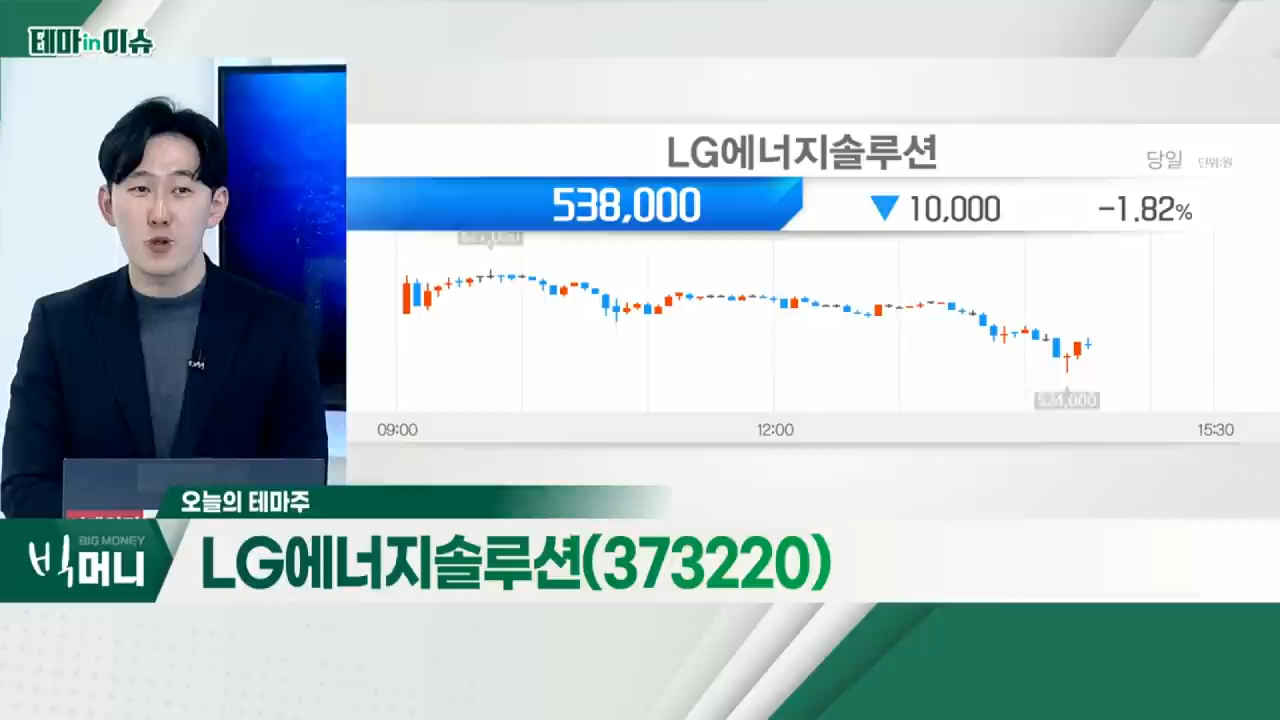 테마in이슈
LG에너지솔루션
당일 단위:원
538,000 ▼10,000 -1.82%
534,000
09:00 12:00 15:30
오늘의 테마주
BIG MONEY
빅머니
LG에너지솔루션(373220)